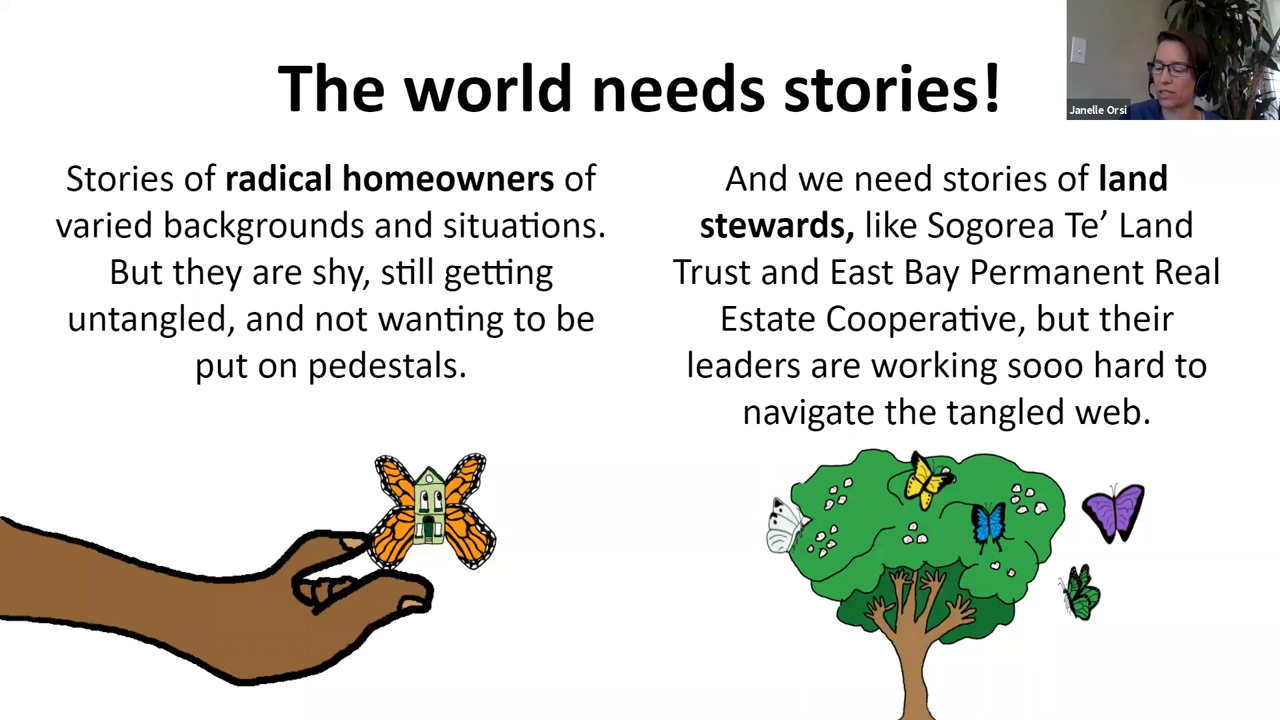 The world needs stories!
Janelle Orsi
Stories of radical homeowners of
varied backgrounds and situations.
But they are shy, still getting
untangled, and not wanting to be
put on pedestals.
And we need stories of land
stewards, like Sogorea Te’ Land
Trust and East Bay Permanent Real
Estate Cooperative, but their
leaders are working sooo hard to
navigate the tangled web.